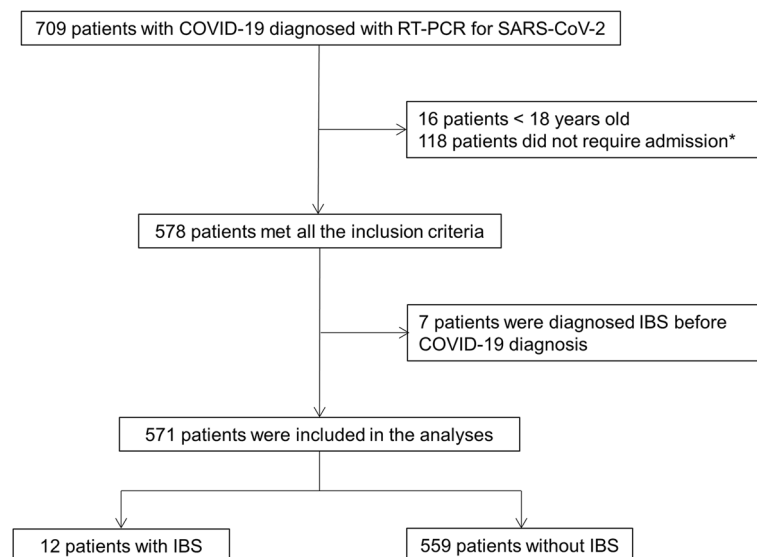 709 patients with COVID-19 diagnosed with RT-PCR for SARS-CoV-2
16 patients < 18 years old
118 patients did not require admission*
578 patients met all the inclusion criteria
7 patients were diagnosed IBS before
COVID-19 diagnosis
571 patients were included in the analyses
12 patients with IBS
559 patients without IBS